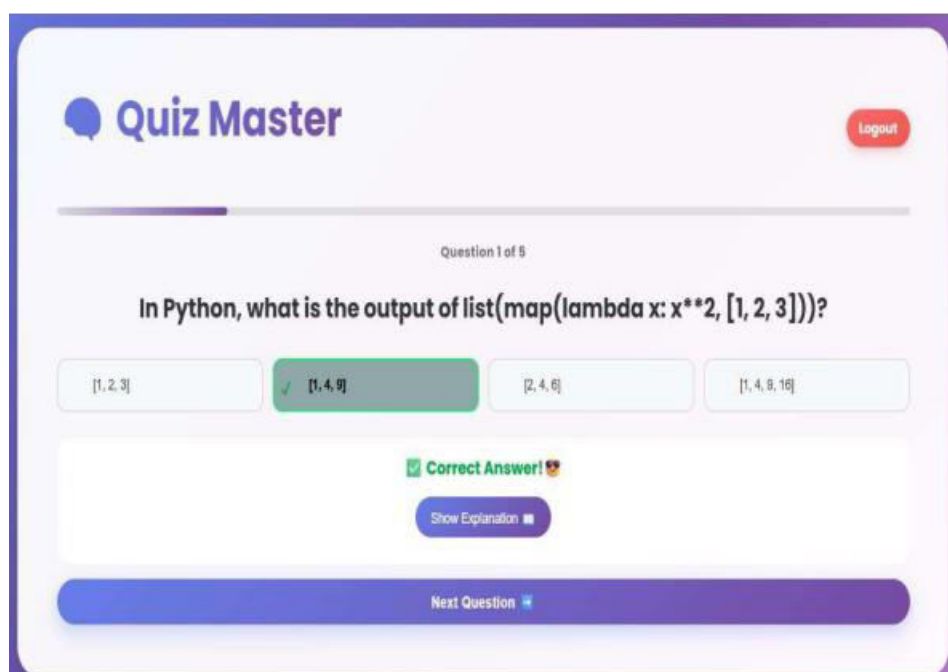 Quiz Master
Logout
Question 1 of 5
In Python, what is the output of list(map(lambda x: x**2, [1, 2, 3]))?
[1, 2, 3]
[1, 4, 9]
[2, 4, 6]
[1, 4, 9, 16]
Correct Answer!
Show Explanation
Next Question